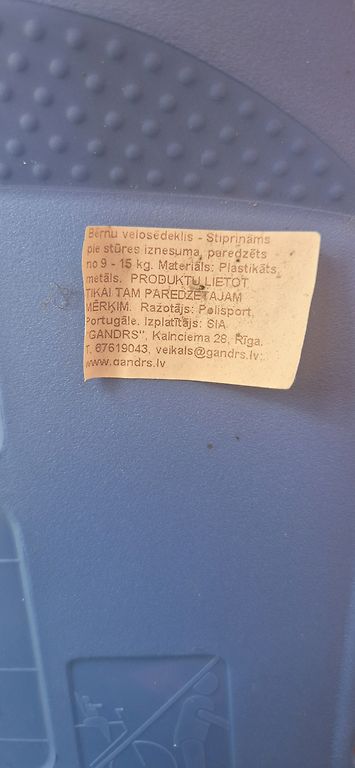 Bērnu velosēdeklis - Stiprināms
pie stūres iznesuma, paredzēts
no 9 - 15 kg. Materiāls: Plastikāts,
metāls. PRODUKTU LIETOT
TIKAI TAM PAREDZĒTAJAM
MĒRĶIM. Ražotājs: Polisport,
Portugāle. Izplatītājs: SIA
"GANDRS", Kalnciema 28, Rīga.
T. 67619043, veikals@gandrs.lv;
www.gandrs.lv